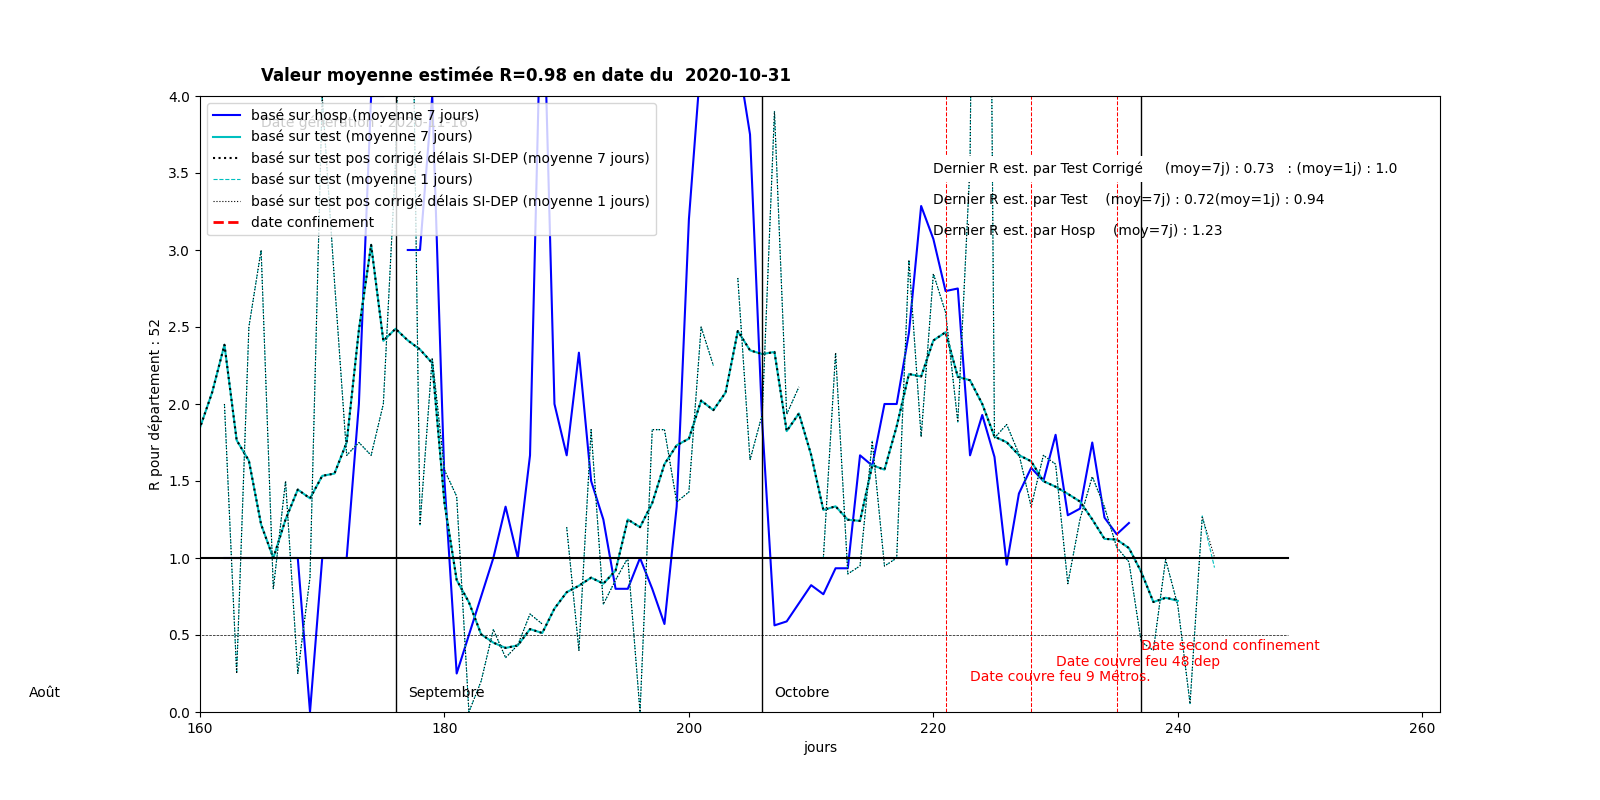 Valeur moyenne estimée R=0.98 en date du  2020-10-31
4.0
3.5
3.0
2.5
2.0
1.5
1.0
0.5
0.0
R pour département : 52
basé sur hosp (moyenne 7 jours)
basé sur test (moyenne 7 jours)
basé sur test pos corrigé délais SI-DEP (moyenne 7 jours)
basé sur test (moyenne 1 jours)
basé sur test pos corrigé délais SI-DEP (moyenne 1 jours)
date confinement
Dernier R est. par Test Corrigé     (moy=7j) : 0.73   : (moy=1j) : 1.0
Dernier R est. par Test    (moy=7j) : 0.72(moy=1j) : 0.94
Dernier R est. par Hosp    (moy=7j) : 1.23
Date second confinement
Date couvre feu 48 dep
Date couvre feu 9 Métros.
Août
Septembre
Octobre
160
180
200
220
240
260
jours